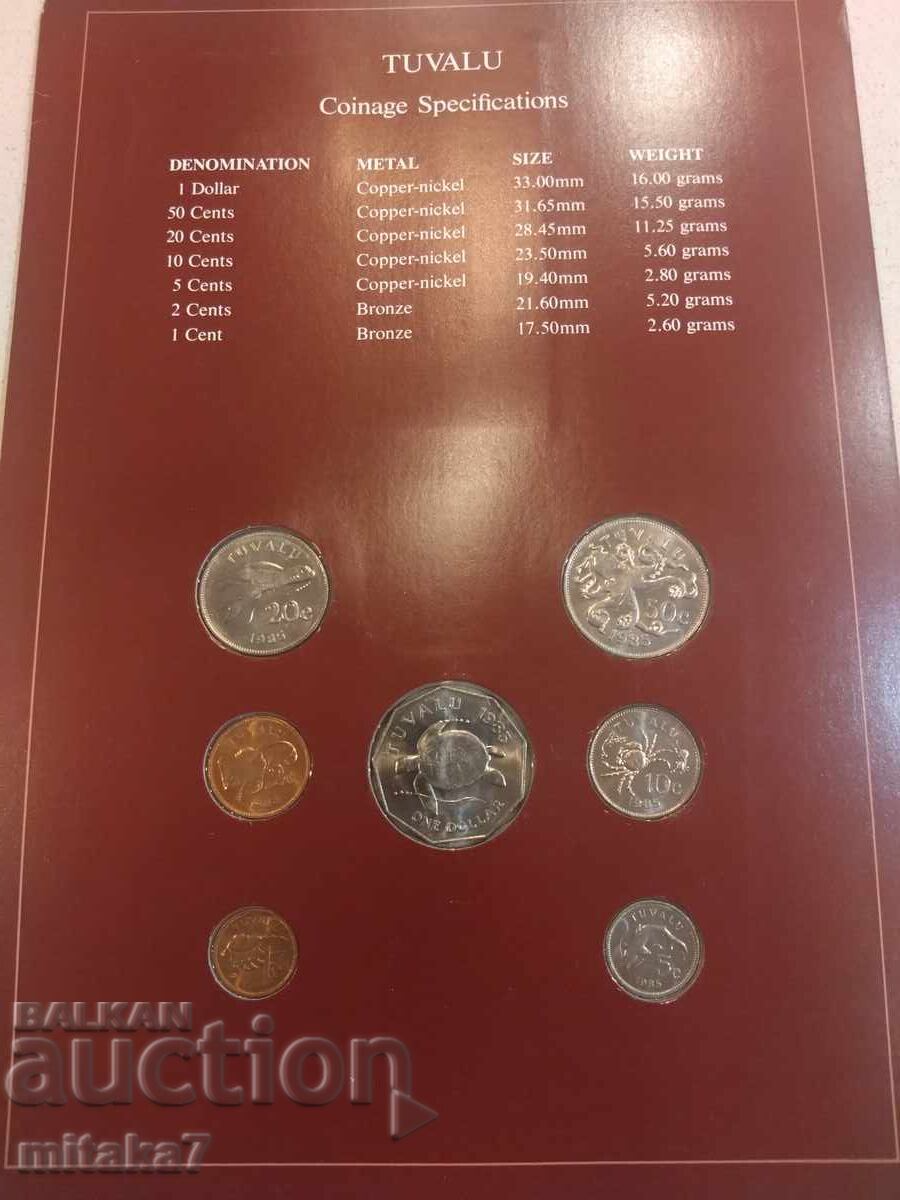 TUVALU
Coinage Specifications
DENOMINATION METAL SIZE WEIGHT
1 Dollar Copper-nickel 33.00mm 16.00 grams
50 Cents Copper-nickel 31.65mm 15.50 grams
20 Cents Copper-nickel 28.45mm 11.25 grams
10 Cents Copper-nickel 23.50mm 5.60 grams
5 Cents Copper-nickel 19.40mm 2.80 grams
2 Cents Bronze 21.60mm 5.20 grams
1 Cent Bronze 17.50mm 2.60 grams
TUVALU
20c
1985
TUVALU
50c
1985
TUVALU 1985
ONE DOLLAR
TUVALU
10c
1985
TUVALU
5c
1985
BALKAN
auction
mitaka7